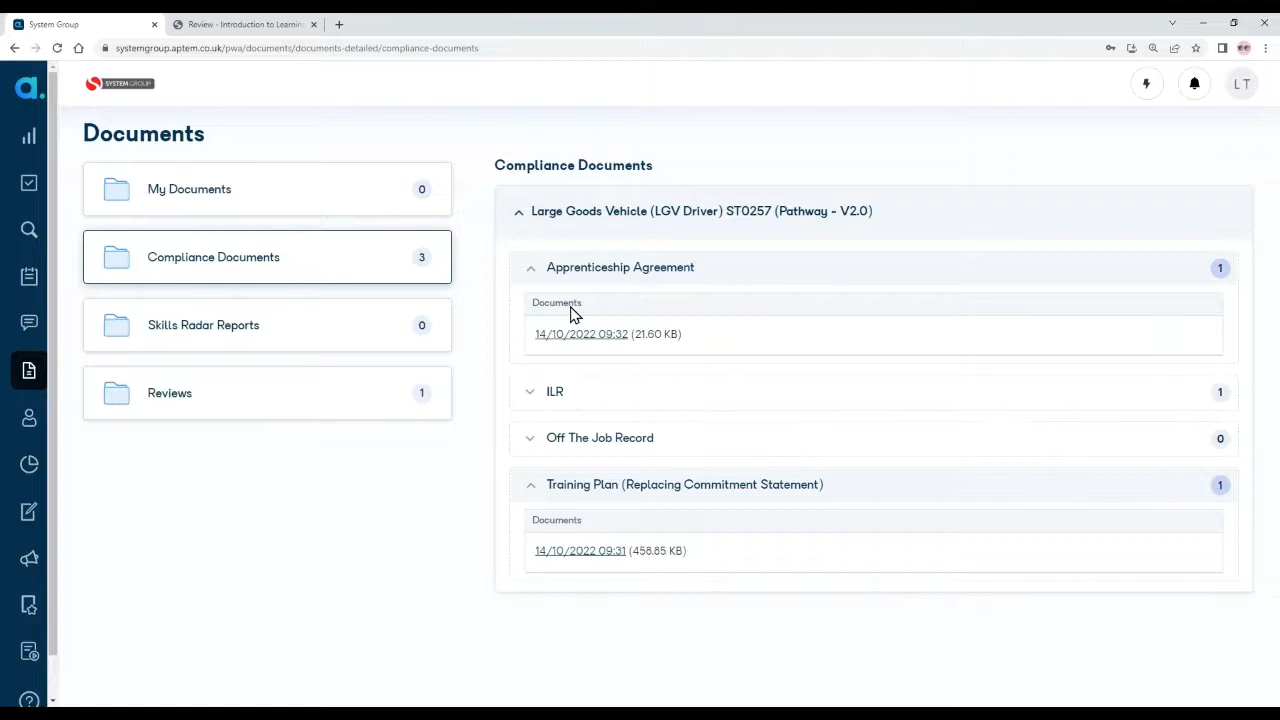 System Group
Review - Introduction to Learnin
systemgroup.aptem.co.uk/pwa/documents/documents-detailed/compliance-documents
a.
SYSTEM GROUP
LT
Documents
My Documents 0
Compliance Documents 3
Skills Radar Reports 0
Reviews 1
Compliance Documents
Large Goods Vehicle (LGV Driver) ST0257 (Pathway - V2.0)
Apprenticeship Agreement 1
Documents
14/10/2022 09:32 (21.60 KB)
ILR 1
Off The Job Record 0
Training Plan (Replacing Commitment Statement) 1
Documents
14/10/2022 09:31 (458.85 KB)